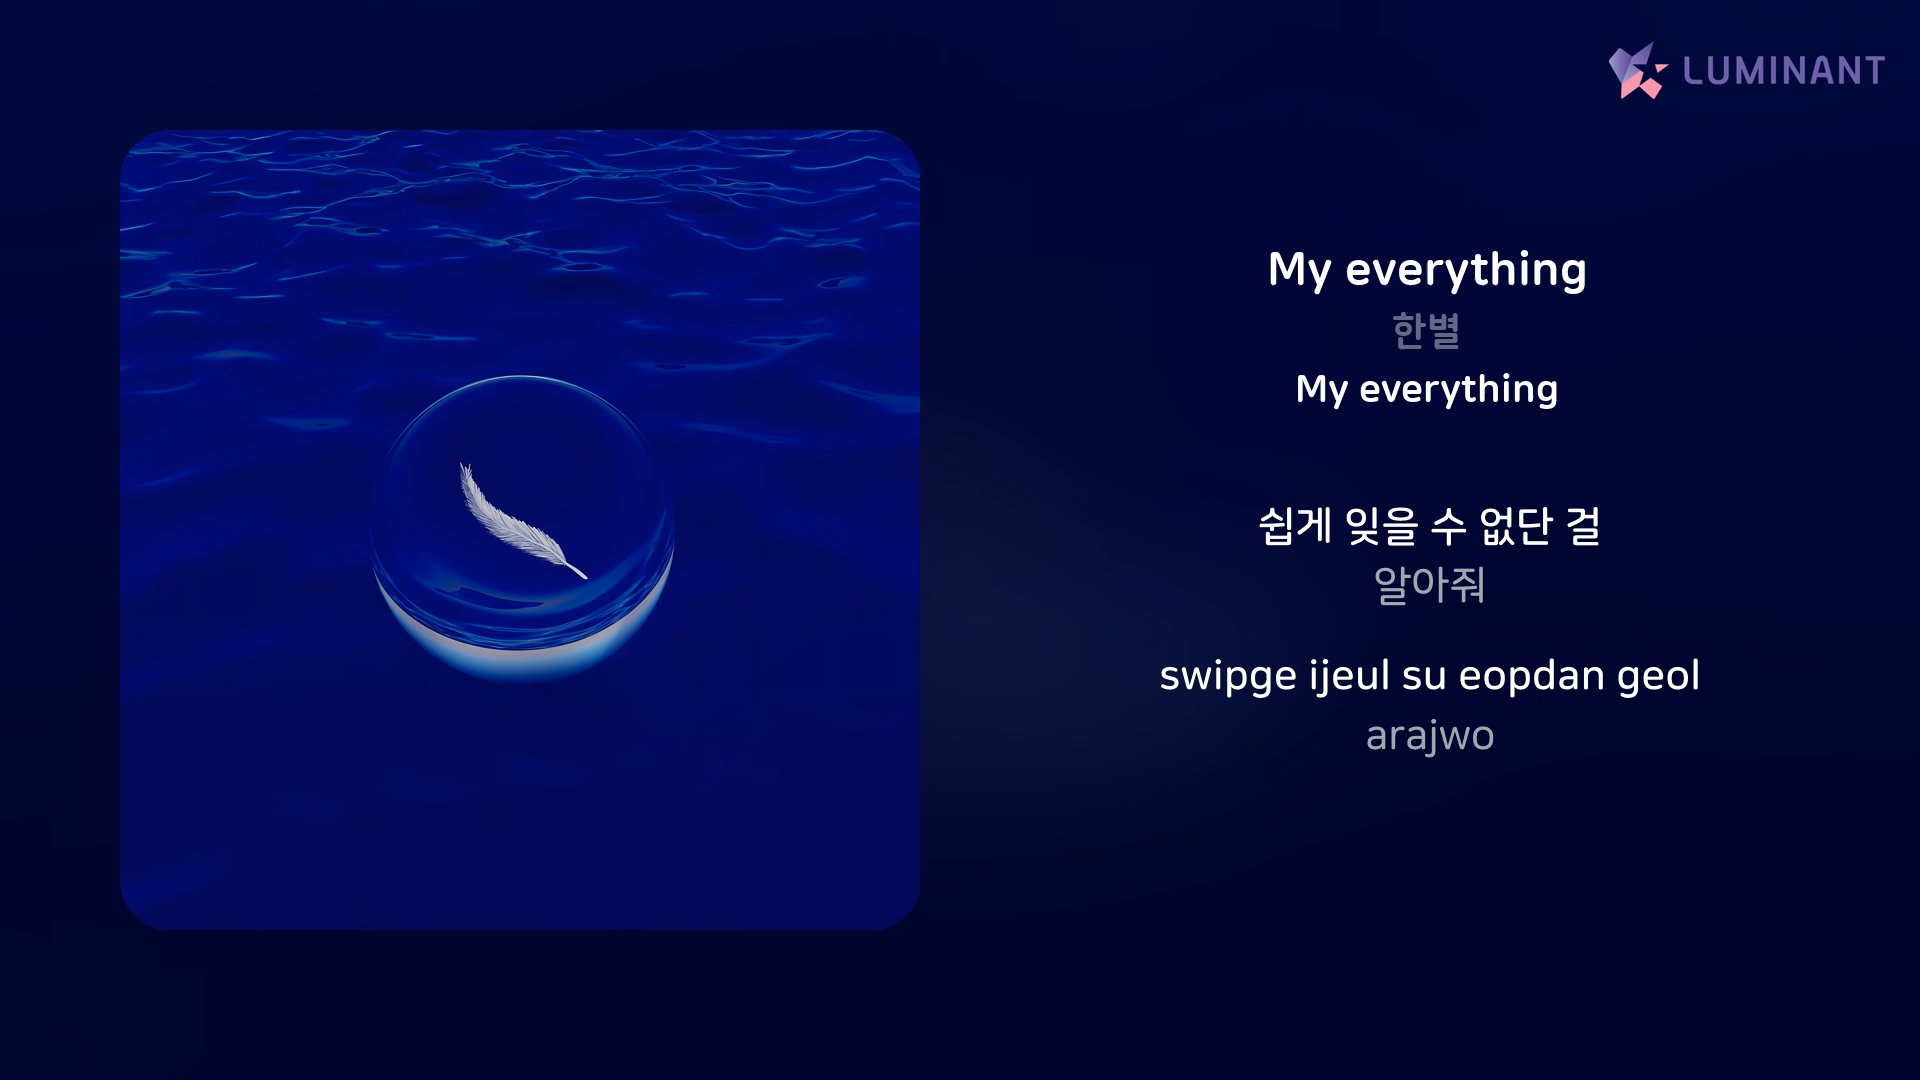 LUMINANT
My everything
한별
My everything
쉽게 잊을 수 없단 걸
알아줘
swipge ijeul su eopdan geol
arajwo